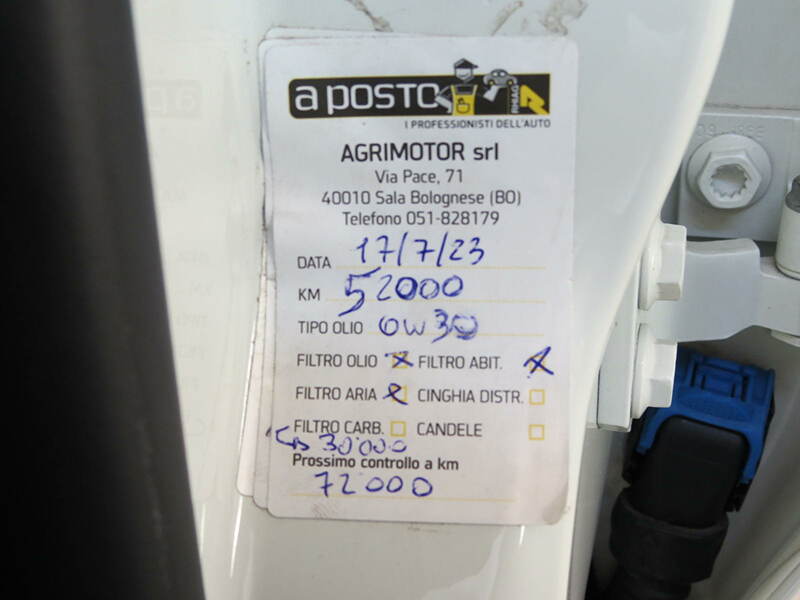 a POSTO
RHIAG
I PROFESSIONISTI DELL'AUTO
AGRIMOTOR srl
Via Pace, 71
40010 Sala Bolognese (BO)
Telefono 051-828179
DATA 17/7/23
KM 52000
TIPO OLIO 0W30
FILTRO OLIO x FILTRO ABIT. x
FILTRO ARIA x CINGHIA DISTR.
FILTRO CARB. CANDELE
30'000
Prossimo controllo a km
72000